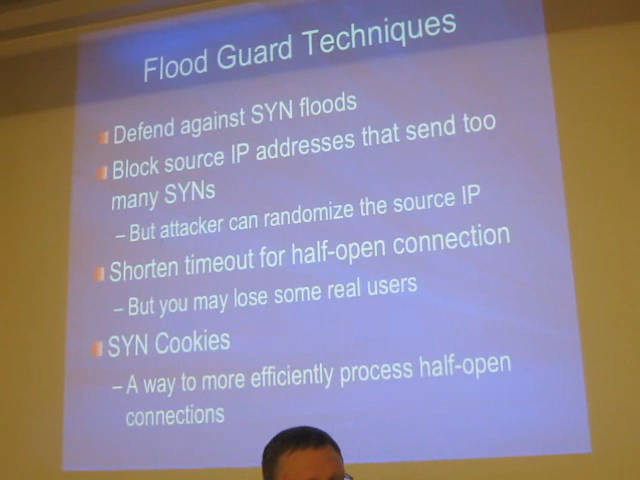 Flood Guard Techniques
Defend against SYN floods
Block source IP addresses that send too
many SYNs
– But attacker can randomize the source IP
Shorten timeout for half-open connection
– But you may lose some real users
SYN Cookies
– A way to more efficiently process half-open
connections